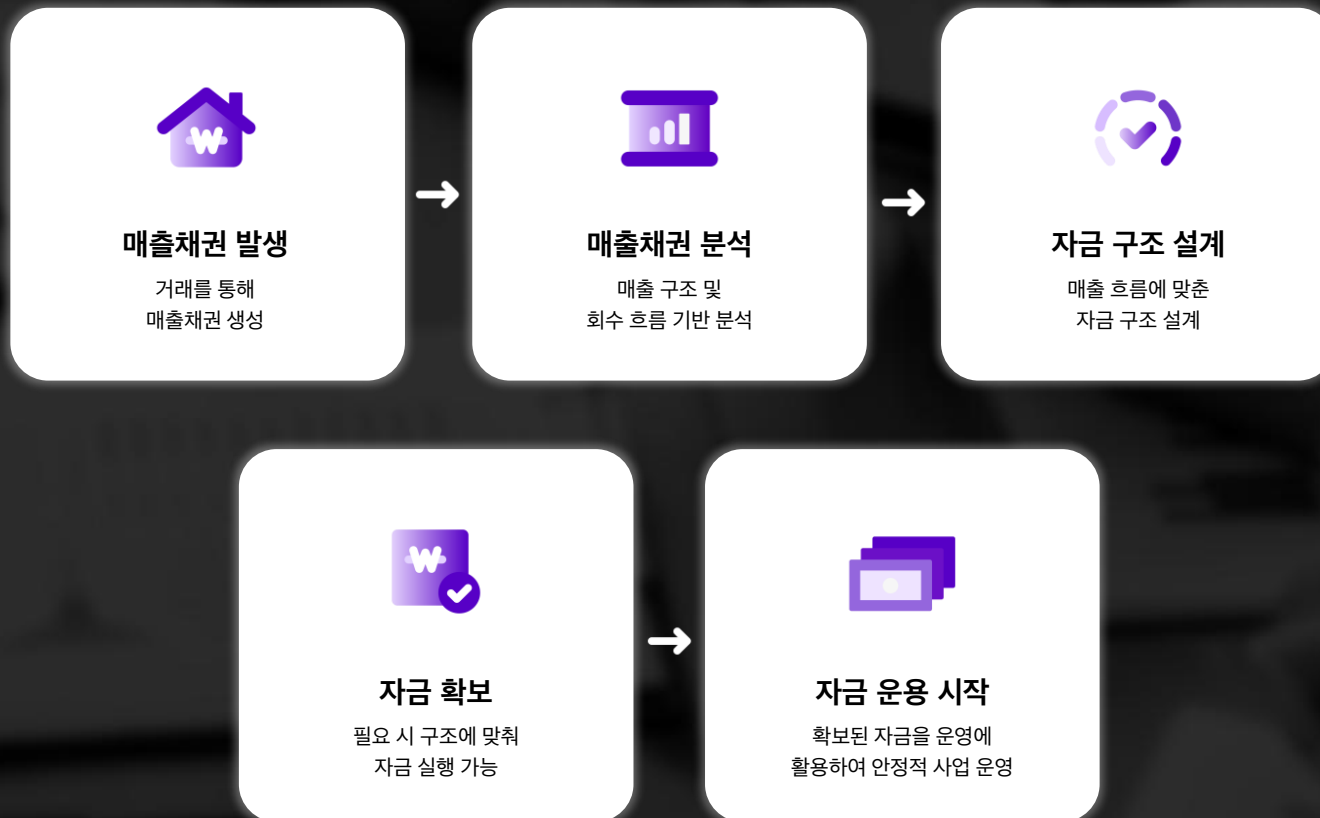 매출채권 발생
거래를 통해
매출채권 생성
매출채권 분석
매출 구조 및
회수 흐름 기반 분석
자금 구조 설계
매출 흐름에 맞춘
자금 구조 설계
자금 확보
필요 시 구조에 맞춰
자금 실행 가능
자금 운용 시작
확보된 자금을 운영에
활용하여 안정적 사업 운영